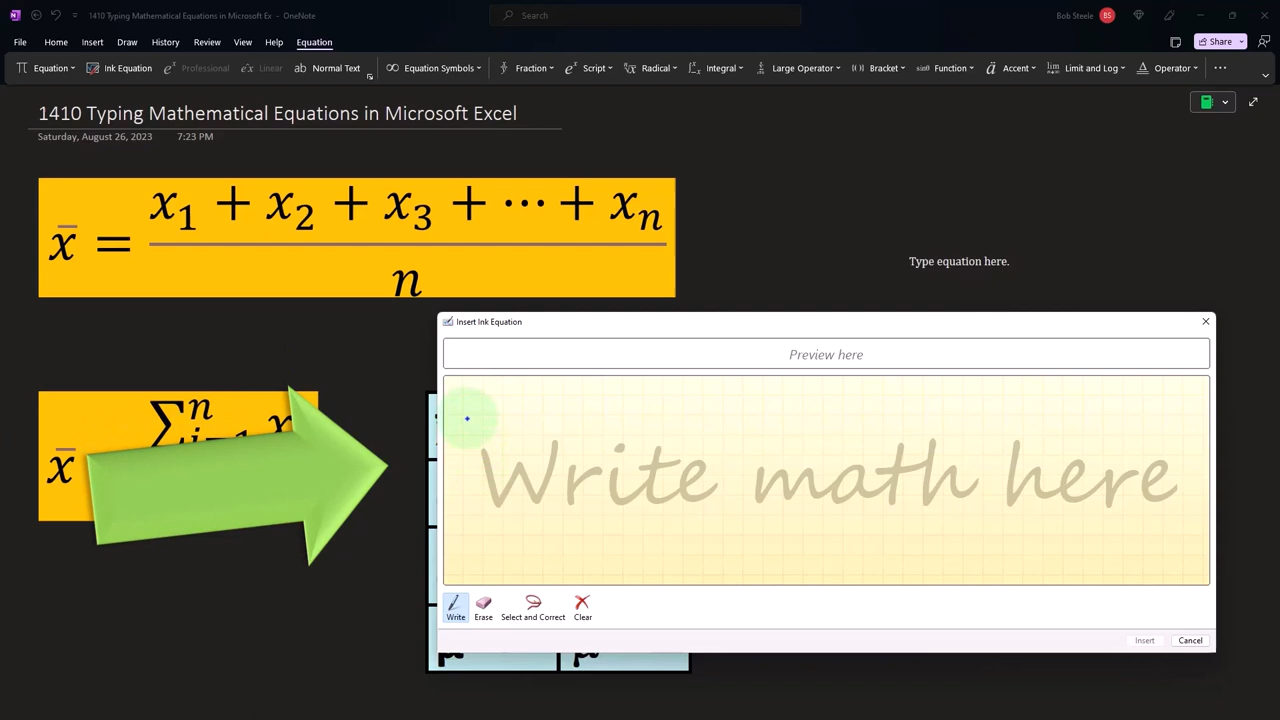 1410 Typing Mathematical Equations in Microsoft Ex - OneNote
Search
Bob Steele BS
File Home Insert Draw History Review View Help Equation
Share
Equation Ink Equation Professional Linear ab Normal Text Equation Symbols Fraction Script Radical Integral Large Operator Bracket Function Accent Limit and Log Operator
1410 Typing Mathematical Equations in Microsoft Excel
Saturday, August 26, 2023 7:23 PM
x̄ = (x₁ + x₂ + x₃ + ⋯ + xₙ) / n
Type equation here.
Insert Ink Equation
Preview here
Write math here
x̄
Write Erase Select and Correct Clear
Insert Cancel